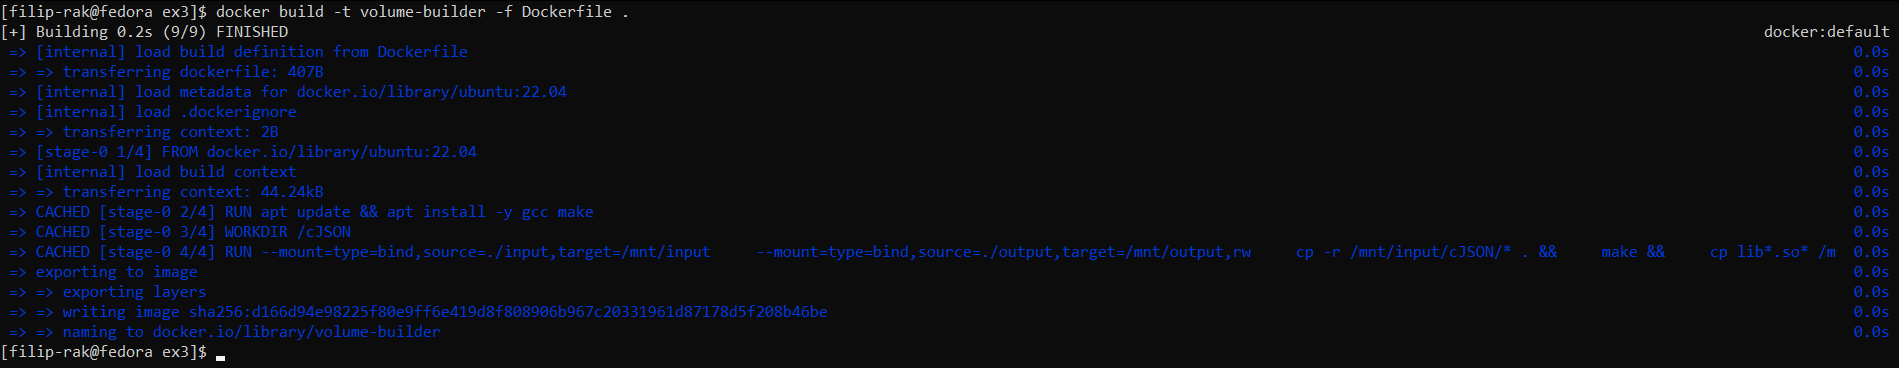 [filip-rak@fedora ex3]$ docker build -t volume-builder -f Dockerfile .
[+] Building 0.2s (9/9) FINISHED docker:default
=> [internal] load build definition from Dockerfile 0.0s
=> => transferring dockerfile: 407B 0.0s
=> [internal] load metadata for docker.io/library/ubuntu:22.04 0.0s
=> [internal] load .dockerignore 0.0s
=> => transferring context: 2B 0.0s
=> [stage-0 1/4] FROM docker.io/library/ubuntu:22.04 0.0s
=> [internal] load build context 0.0s
=> => transferring context: 44.24kB 0.0s
=> CACHED [stage-0 2/4] RUN apt update && apt install -y gcc make 0.0s
=> CACHED [stage-0 3/4] WORKDIR /cJSON 0.0s
=> CACHED [stage-0 4/4] RUN --mount=type=bind,source=./input,target=/mnt/input     --mount=type=bind,source=./output,target=/mnt/output,rw     cp -r /mnt/input/cJSON/* . &&     make &&     cp lib*.so* /m 0.0s
=> exporting to image 0.0s
=> => exporting layers 0.0s
=> => writing image sha256:d166d94e98225f80e9ff6e419d8f808906b967c20331961d87178d5f208b46be 0.0s
=> => naming to docker.io/library/volume-builder 0.0s
[filip-rak@fedora ex3]$